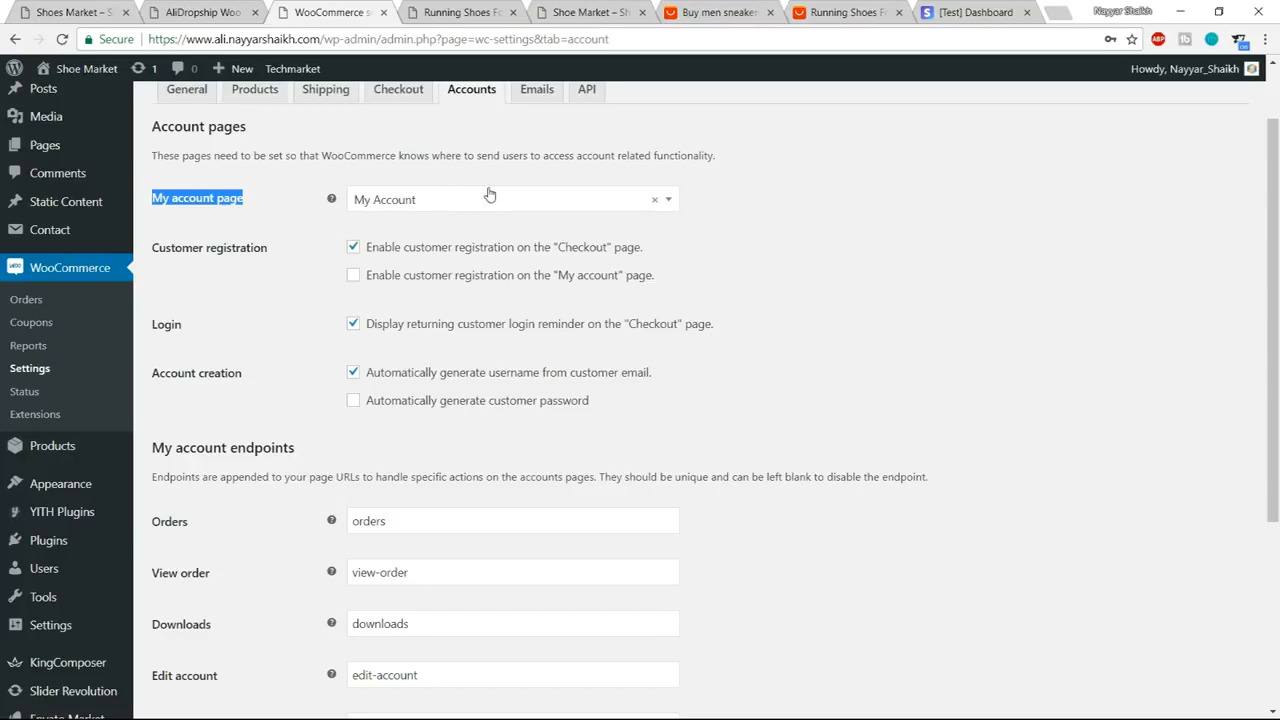 Shoes Market – S
AliDropship Woo
WooCommerce s
Running Shoes Fo
Shoe Market – Sh
Buy men sneaker
Running Shoes Fo
[Test] Dashboard
Nayyar Shaikh
Secure
https://www.ali.nayyarshaikh.com/wp-admin/admin.php?page=wc-settings&tab=account
ABP
Shoe Market
1
0
New
Techmarket
Howdy, Nayyar_Shaikh
Posts
Media
Pages
Comments
Static Content
Contact
WooCommerce
Orders
Coupons
Reports
Settings
Status
Extensions
Products
Appearance
YITH Plugins
Plugins
Users
Tools
Settings
KingComposer
Slider Revolution
General
Products
Shipping
Checkout
Accounts
Emails
API
Account pages
These pages need to be set so that WooCommerce knows where to send users to access account related functionality.
My account page
My Account
Customer registration
Enable customer registration on the "Checkout" page.
Enable customer registration on the "My account" page.
Login
Display returning customer login reminder on the "Checkout" page.
Account creation
Automatically generate username from customer email.
Automatically generate customer password
My account endpoints
Endpoints are appended to your page URLs to handle specific actions on the accounts pages. They should be unique and can be left blank to disable the endpoint.
Orders
orders
View order
view-order
Downloads
downloads
Edit account
edit-account